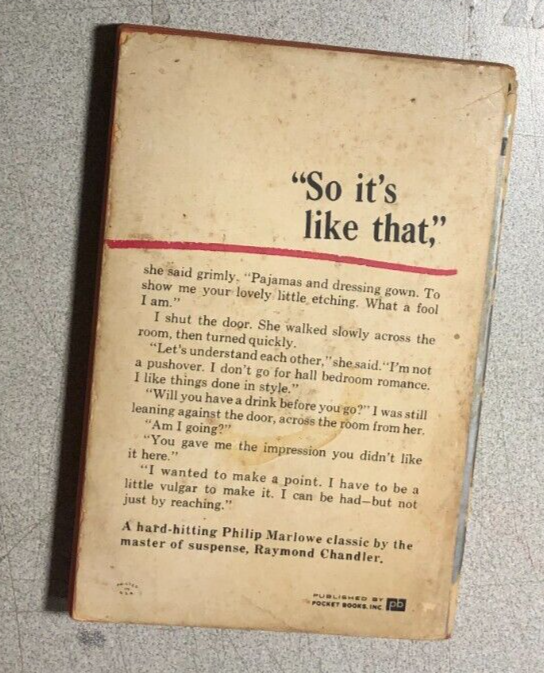 “So it’s
like that,”
she said grimly. “Pajamas and dressing gown. To
show me your lovely little etching. What a fool
I am.”
I shut the door. She walked slowly across the
room, then turned quickly.
“Let’s understand each other,” she said. “I’m not
a pushover. I don’t go for hall bedroom romance.
I like things done in style.”
“Will you have a drink before you go?” I was still
leaning against the door, across the room from her.
“Am I going?”
“You gave me the impression you didn’t like
it here.”
“I wanted to make a point. I have to be a
little vulgar to make it. I can be had—but not
just by reaching.”
A hard-hitting Philip Marlowe classic by the
master of suspense, Raymond Chandler.
PRINTED
U.S.A.
PUBLISHED BY
POCKET BOOKS, INC
pb